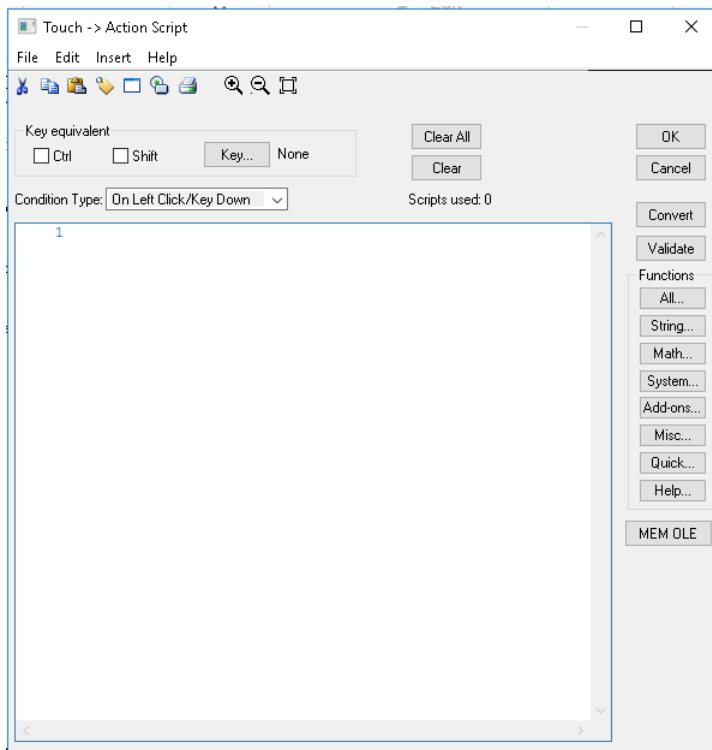 Touch -> Action Script
File Edit Insert Help
Key equivalent
Ctrl Shift Key... None
Clear All
Clear
OK
Cancel
Condition Type: On Left Click/Key Down
Scripts used: 0
Convert
Validate
1
Functions
All...
String...
Math...
System...
Add-ons...
Misc...
Quick...
Help...
MEM OLE